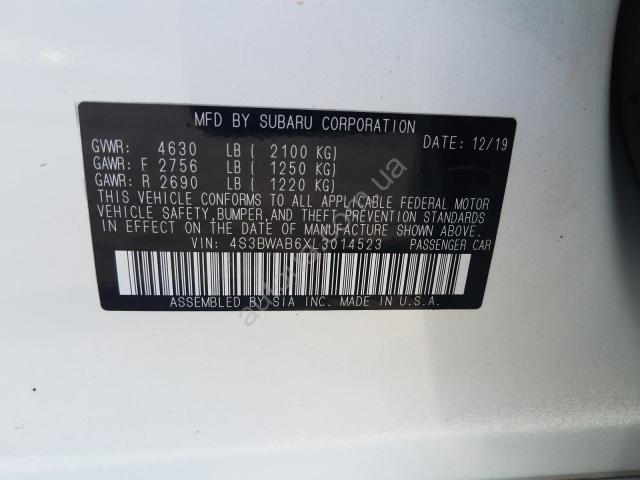 MFD BY SUBARU CORPORATION DATE: 12/19
GVWR: 4630 LB ( 2100 KG)
GAWR: F 2756 LB ( 1250 KG)
GAWR: R 2690 LB ( 1220 KG)
THIS VEHICLE CONFORMS TO ALL APPLICABLE FEDERAL MOTOR
VEHICLE SAFETY, BUMPER, AND THEFT PREVENTION STANDARDS
IN EFFECT ON THE DATE OF MANUFACTURE SHOWN ABOVE.
VIN: 4S3BWAB6XL3014523 PASSENGER CAR
ASSEMBLED BY SIA INC. MADE IN U.S.A.